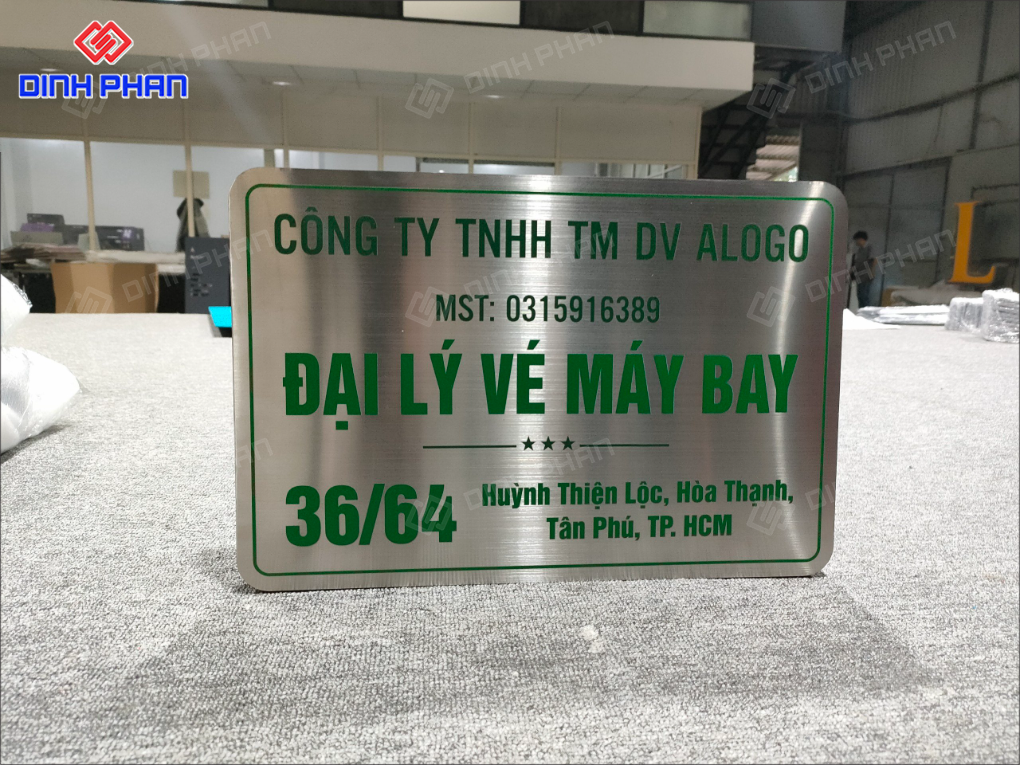 DINH PHAN
CÔNG TY TNHH TM DV ALOGO
MST: 0315916389
ĐẠI LÝ VÉ MÁY BAY
36/64 Huỳnh Thiện Lộc, Hòa Thạnh,
Tân Phú, TP. HCM